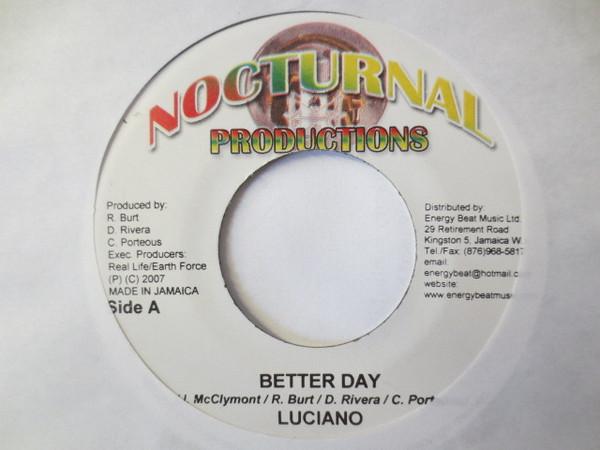 NOCTURNAL
PRODUCTIONS
Produced by:
R. Burt
D. Rivera
C. Porteous
Exec. Producers:
Real Life/Earth Force
(P) (C) 2007
MADE IN JAMAICA
Side A
Distributed by:
Energy Beat Music Ltd.
29 Retirement Road
Kingston 5, Jamaica W.
Tel./Fax: (876)968-5817
email:
energybeat@hotmail.c
website:
www.energybeatmus
BETTER DAY
McClymont / R. Burt / D. Rivera / C. Port
LUCIANO